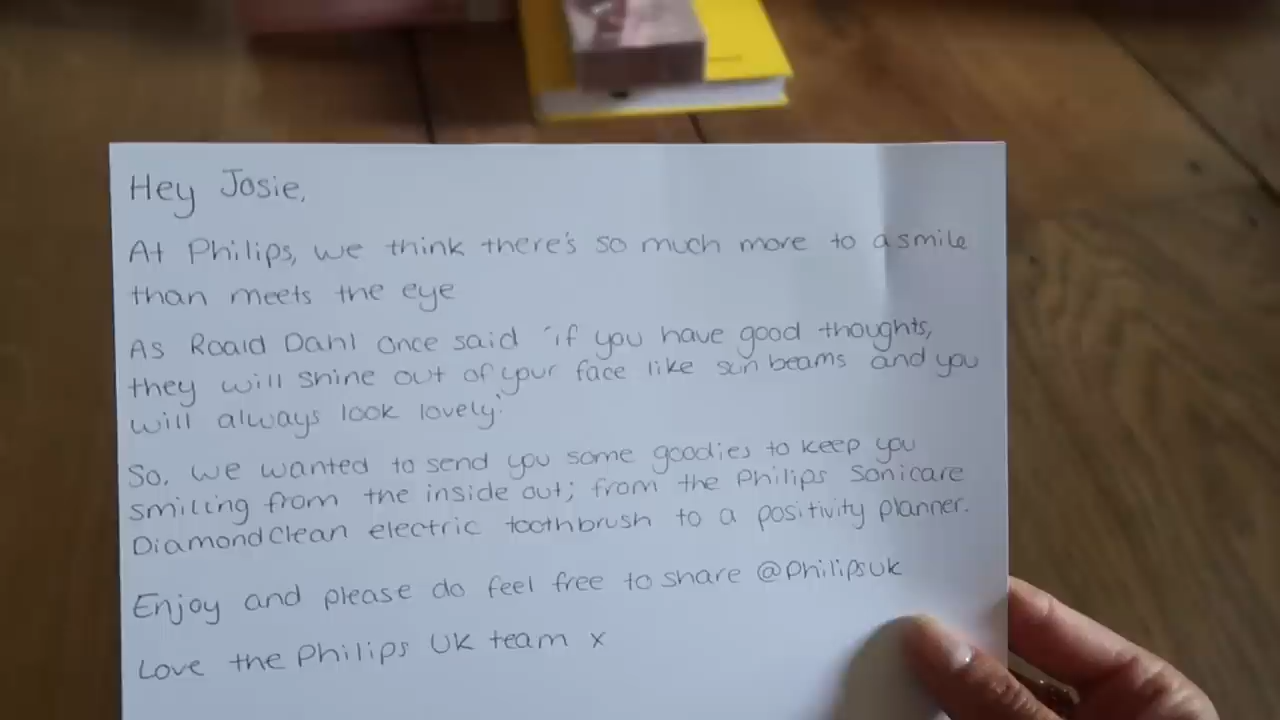 Hey Josie,
At Philips, we think there's so much more to a smile
than meets the eye
As Roald Dahl once said 'if you have good thoughts,
they will shine out of your face like sun beams and you
will always look lovely.'
So, we wanted to send you some goodies to keep you
smiling from the inside out; from the Philips Sonicare
DiamondClean electric toothbrush to a positivity planner.
Enjoy and please do feel free to share @PhilipsUK
Love the Philips UK team x